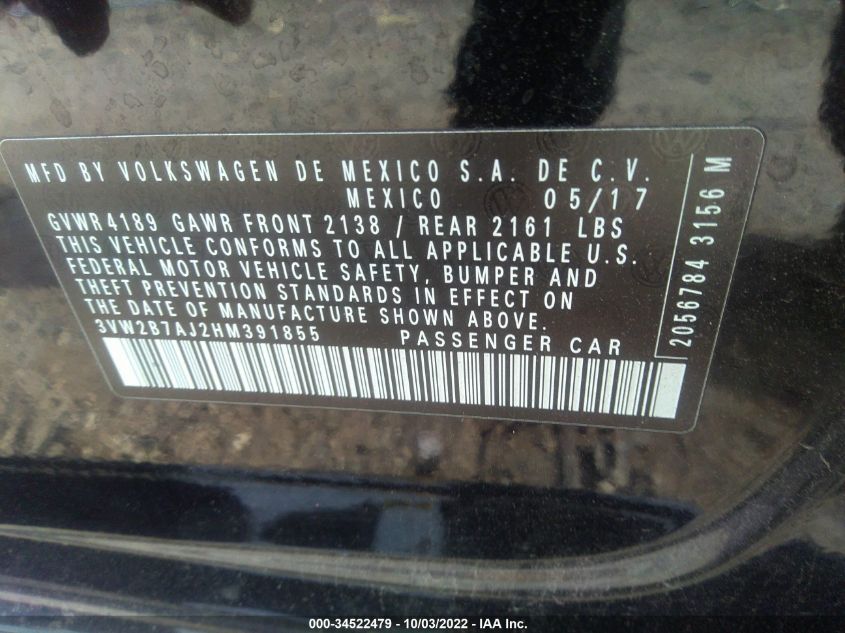 MFD BY VOLKSWAGEN DE MEXICO S.A. DE C.V.
MEXICO 05/17
GVWR4189 GAWR FRONT 2138 / REAR 2161 LBS
THIS VEHICLE CONFORMS TO ALL APPLICABLE U.S.
FEDERAL MOTOR VEHICLE SAFETY, BUMPER AND
THEFT PREVENTION STANDARDS IN EFFECT ON
THE DATE OF MANUFACTURE SHOWN ABOVE.
3VW2B7AJ2HM391855 PASSENGER CAR
2056784 3156 M
000-34522479 - 10/03/2022 - IAA Inc.